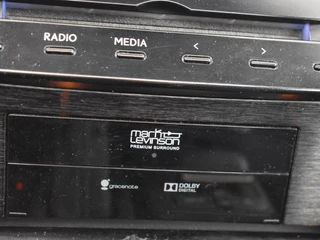 RADIO MEDIA < >
mark
Levinson
PREMIUM SURROUND
gracenote DOLBY
DIGITAL